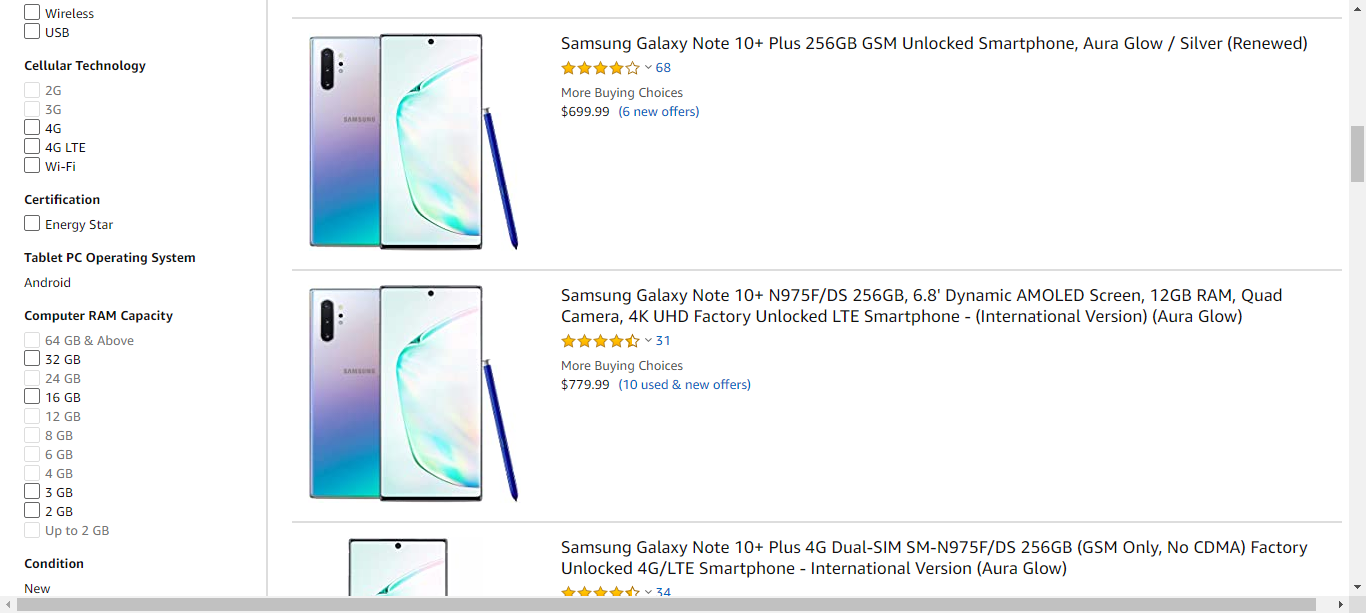 Wireless
USB
Cellular Technology
2G
3G
4G
4G LTE
Wi-Fi
Certification
Energy Star
Tablet PC Operating System
Android
Computer RAM Capacity
64 GB & Above
32 GB
24 GB
16 GB
12 GB
8 GB
6 GB
4 GB
3 GB
2 GB
Up to 2 GB
Condition
New
SAMSUNG
Samsung Galaxy Note 10+ Plus 256GB GSM Unlocked Smartphone, Aura Glow / Silver (Renewed)
68
More Buying Choices
$699.99 (6 new offers)
SAMSUNG
Samsung Galaxy Note 10+ N975F/DS 256GB, 6.8' Dynamic AMOLED Screen, 12GB RAM, Quad
Camera, 4K UHD Factory Unlocked LTE Smartphone - (International Version) (Aura Glow)
31
More Buying Choices
$779.99 (10 used & new offers)
Samsung Galaxy Note 10+ Plus 4G Dual-SIM SM-N975F/DS 256GB (GSM Only, No CDMA) Factory
Unlocked 4G/LTE Smartphone - International Version (Aura Glow)
34